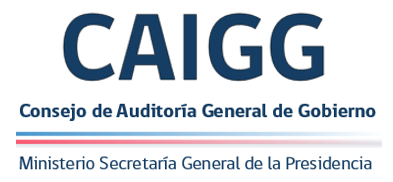 CAIGG
Consejo de Auditoría General de Gobierno
Ministerio Secretaría General de la Presidencia